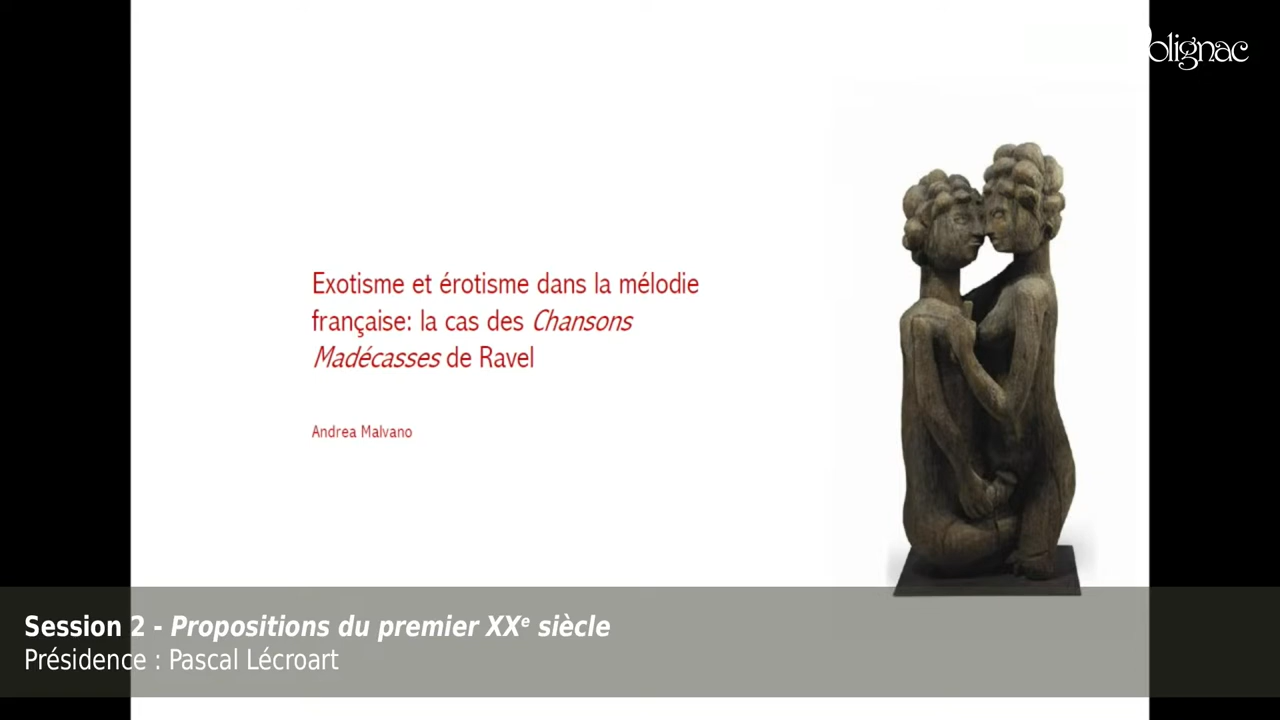 olignac
Exotisme et érotisme dans la mélodie
française: la cas des Chansons
Madécasses de Ravel
Andrea Malvano
Session 2 - Propositions du premier XXe siècle
Présidence : Pascal Lécroart